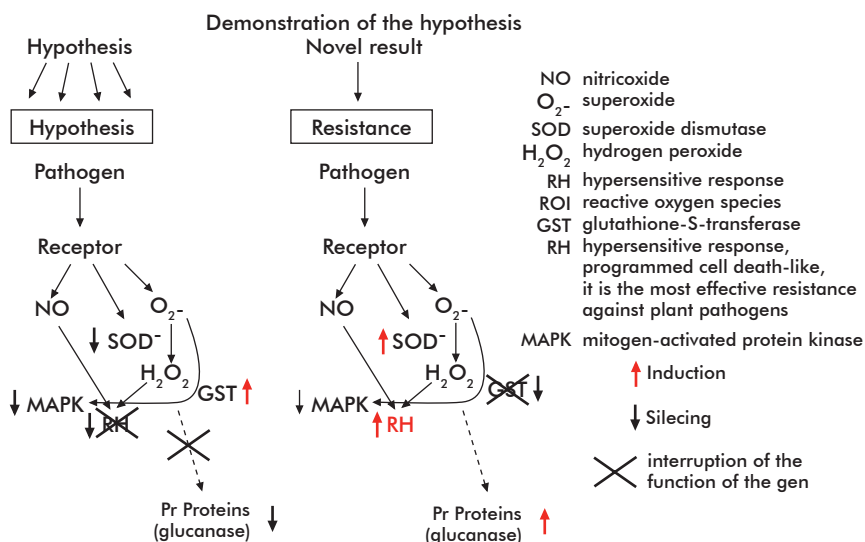 Demonstration of the hypothesis
Hypothesis
Hypothesis
Pathogen
Receptor
NO
O2-
SOD-
H2O2
GST
MAPK
RH
Pr Proteins
(glucanase)
Novel result
Resistance
Pathogen
Receptor
NO
O2-
SOD-
H2O2
GST
MAPK
RH
Pr Proteins
(glucanase)
NO nitricoxide
O2- superoxide
SOD superoxide dismutase
H2O2 hydrogen peroxide
RH hypersensitive response
ROI reactive oxygen species
GST glutathione-S-transferase
RH hypersensitive response,
programmed cell death-like,
it is the most effective resistance
against plant pathogens
MAPK mitogen-activated protein kinase
Induction
Silecing
interruption of the
function of the gen